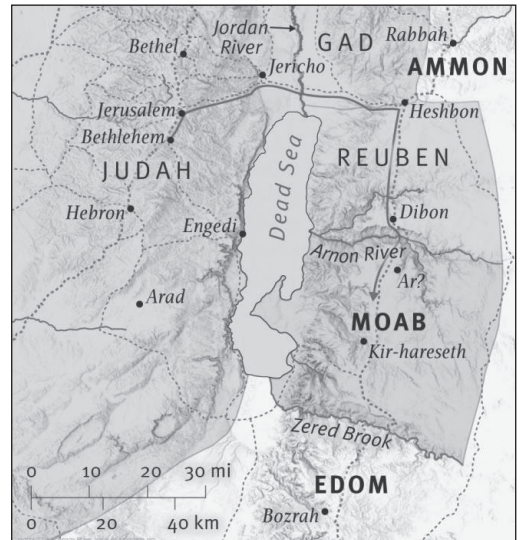 Jordan
River
GAD
Rabbah
Bethel
AMMON
Jericho
Jerusalem
Heshbon
Bethlehem
REUBEN
JUDAH
Dead Sea
Hebron
Engedi
Dibon
Arnon River
Ar?
Arad
MOAB
Kir-hareseth
Zered Brook
0 10 20 30 mi
0 20 40 km
EDOM
Bozrah